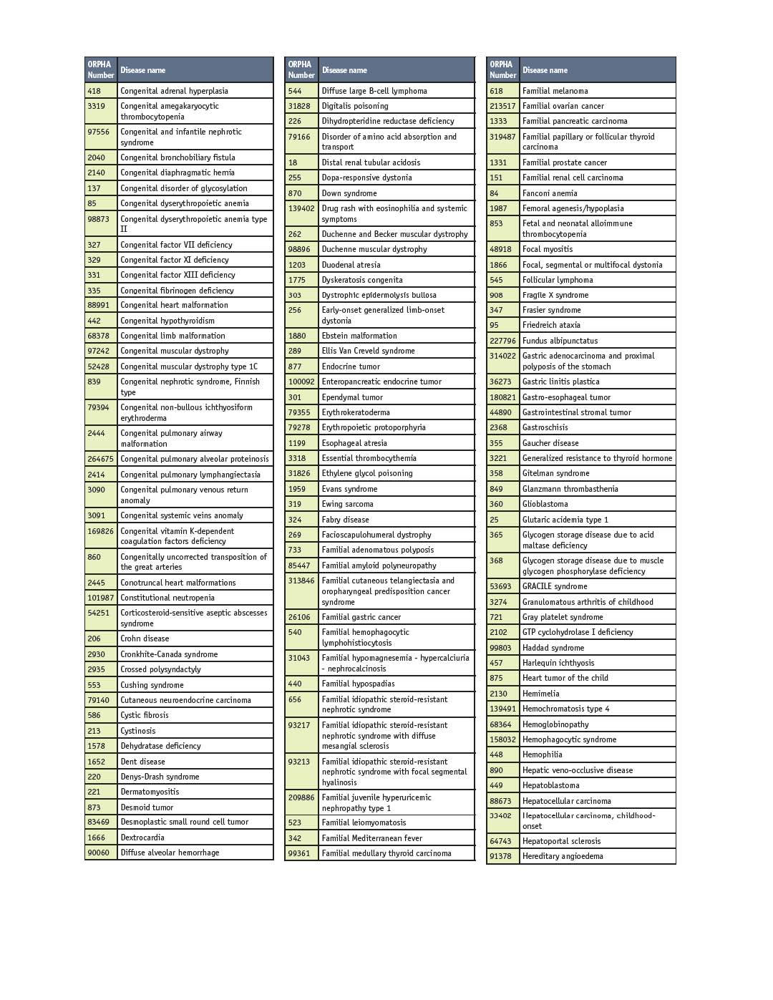 ORPHA
Number Disease name
418 Congenital adrenal hyperplasia
3319 Congenital amegakaryocytic
thrombocytopenia
97556 Congenital and infantile nephrotic
syndrome
2040 Congenital bronchobiliary fistula
2140 Congenital diaphragmatic hernia
137 Congenital disorder of glycosylation
85 Congenital dyserythropoietic anemia
98873 Congenital dyserythropoietic anemia type
II
327 Congenital factor VII deficiency
329 Congenital factor XI deficiency
331 Congenital factor XIII deficiency
335 Congenital fibrinogen deficiency
88991 Congenital heart malformation
442 Congenital hypothyroidism
68378 Congenital limb malformation
97242 Congenital muscular dystrophy
52428 Congenital muscular dystrophy type 1C
839 Congenital nephrotic syndrome, Finnish
type
79394 Congenital non-bullous ichthyosiform
erythroderma
2444 Congenital pulmonary airway
malformation
264675 Congenital pulmonary alveolar proteinosis
2414 Congenital pulmonary lymphangiectasia
3090 Congenital pulmonary venous return
anomaly
3091 Congenital systemic veins anomaly
169826 Congenital vitamin K-dependent
coagulation factors deficiency
860 Congenitally uncorrected transposition of
the great arteries
2445 Conotruncal heart malformations
101987 Constitutional neutropenia
54251 Corticosteroid-sensitive aseptic abscesses
syndrome
206 Crohn disease
2930 Cronkhite-Canada syndrome
2935 Crossed polysyndactyly
553 Cushing syndrome
79140 Cutaneous neuroendocrine carcinoma
586 Cystic fibrosis
213 Cystinosis
1578 Dehydratase deficiency
1652 Dent disease
220 Denys-Drash syndrome
221 Dermatomyositis
873 Desmoid tumor
83469 Desmoplastic small round cell tumor
1666 Dextrocardia
90060 Diffuse alveolar hemorrhage
ORPHA
Number Disease name
544 Diffuse large B-cell lymphoma
31828 Digitalis poisoning
226 Dihydropteridine reductase deficiency
79166 Disorder of amino acid absorption and
transport
18 Distal renal tubular acidosis
255 Dopa-responsive dystonia
870 Down syndrome
139402 Drug rash with eosinophilia and systemic
symptoms
262 Duchenne and Becker muscular dystrophy
98896 Duchenne muscular dystrophy
1203 Duodenal atresia
1775 Dyskeratosis congenita
303 Dystrophic epidermolysis bullosa
256 Early-onset generalized limb-onset
dystonia
1880 Ebstein malformation
289 Ellis Van Creveld syndrome
877 Endocrine tumor
100092 Enteropancreatic endocrine tumor
301 Ependymal tumor
79355 Erythrokeratoderma
79278 Erythropoietic protoporphyria
1199 Esophageal atresia
3318 Essential thrombocythemia
31826 Ethylene glycol poisoning
1959 Evans syndrome
319 Ewing sarcoma
324 Fabry disease
269 Facioscapulohumeral dystrophy
733 Familial adenomatous polyposis
85447 Familial amyloid polyneuropathy
313846 Familial cutaneous telangiectasia and
oropharyngeal predisposition cancer
syndrome
26106 Familial gastric cancer
540 Familial hemophagocytic
lymphohistiocytosis
31043 Familial hypomagnesemia - hypercalciuria
- nephrocalcinosis
440 Familial hypospadias
656 Familial idiopathic steroid-resistant
nephrotic syndrome
93217 Familial idiopathic steroid-resistant
nephrotic syndrome with diffuse
mesangial sclerosis
93213 Familial idiopathic steroid-resistant
nephrotic syndrome with focal segmental
hyalinosis
209886 Familial juvenile hyperuricemic
nephropathy type 1
523 Familial leiomyomatosis
342 Familial Mediterranean fever
99361 Familial medullary thyroid carcinoma
ORPHA
Number Disease name
618 Familial melanoma
213517 Familial ovarian cancer
1333 Familial pancreatic carcinoma
319487 Familial papillary or follicular thyroid
carcinoma
1331 Familial prostate cancer
151 Familial renal cell carcinoma
84 Fanconi anemia
1987 Femoral agenesis/hypoplasia
853 Fetal and neonatal alloimmune
thrombocytopenia
48918 Focal myositis
1866 Focal, segmental or multifocal dystonia
545 Follicular lymphoma
908 Fragile X syndrome
347 Frasier syndrome
95 Friedreich ataxia
227796 Fundus albipunctatus
314022 Gastric adenocarcinoma and proximal
polyposis of the stomach
36273 Gastric linitis plastica
180821 Gastro-esophageal tumor
44890 Gastrointestinal stromal tumor
2368 Gastroschisis
355 Gaucher disease
3221 Generalized resistance to thyroid hormone
358 Gitelman syndrome
849 Glanzmann thrombasthenia
360 Glioblastoma
25 Glutaric acidemia type 1
365 Glycogen storage disease due to acid
maltase deficiency
368 Glycogen storage disease due to muscle
glycogen phosphorylase deficiency
53693 GRACILE syndrome
3274 Granulomatous arthritis of childhood
721 Gray platelet syndrome
2102 GTP cyclohydrolase I deficiency
99803 Haddad syndrome
457 Harlequin ichthyosis
875 Heart tumor of the child
2130 Hemimelia
139491 Hemochromatosis type 4
68364 Hemoglobinopathy
158032 Hemophagocytic syndrome
448 Hemophilia
890 Hepatic veno-occlusive disease
449 Hepatoblastoma
88673 Hepatocellular carcinoma
33402 Hepatocellular carcinoma, childhood-
onset
64743 Hepatoportal sclerosis
91378 Hereditary angioedema